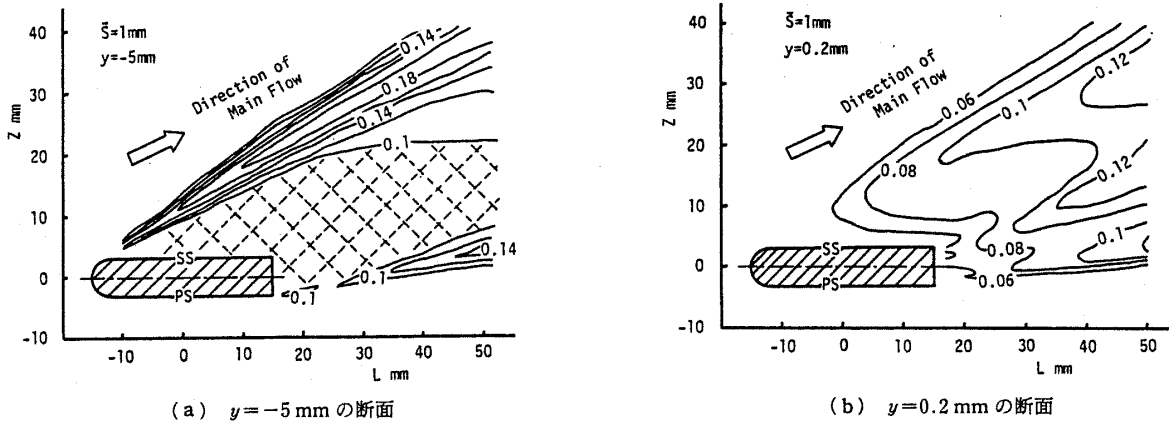 40
30
20
10
0
-10
Z mm
S̄=1mm
y=-5mm
Direction of
Main Flow
0.14
0.18
0.14
0.1
0.14
0.1
0.1
SS
PS
-10
0
10
20
30
40
50
L mm
(a) y=-5 mm の断面
40
30
20
10
0
-10
Z mm
S̄=1mm
y=0.2mm
Direction of
Main Flow
0.06
0.1
0.12
0.08
0.12
0.1
0.08
0.06
SS
PS
-10
0
10
20
30
40
50
L mm
(b) y=0.2 mm の断面